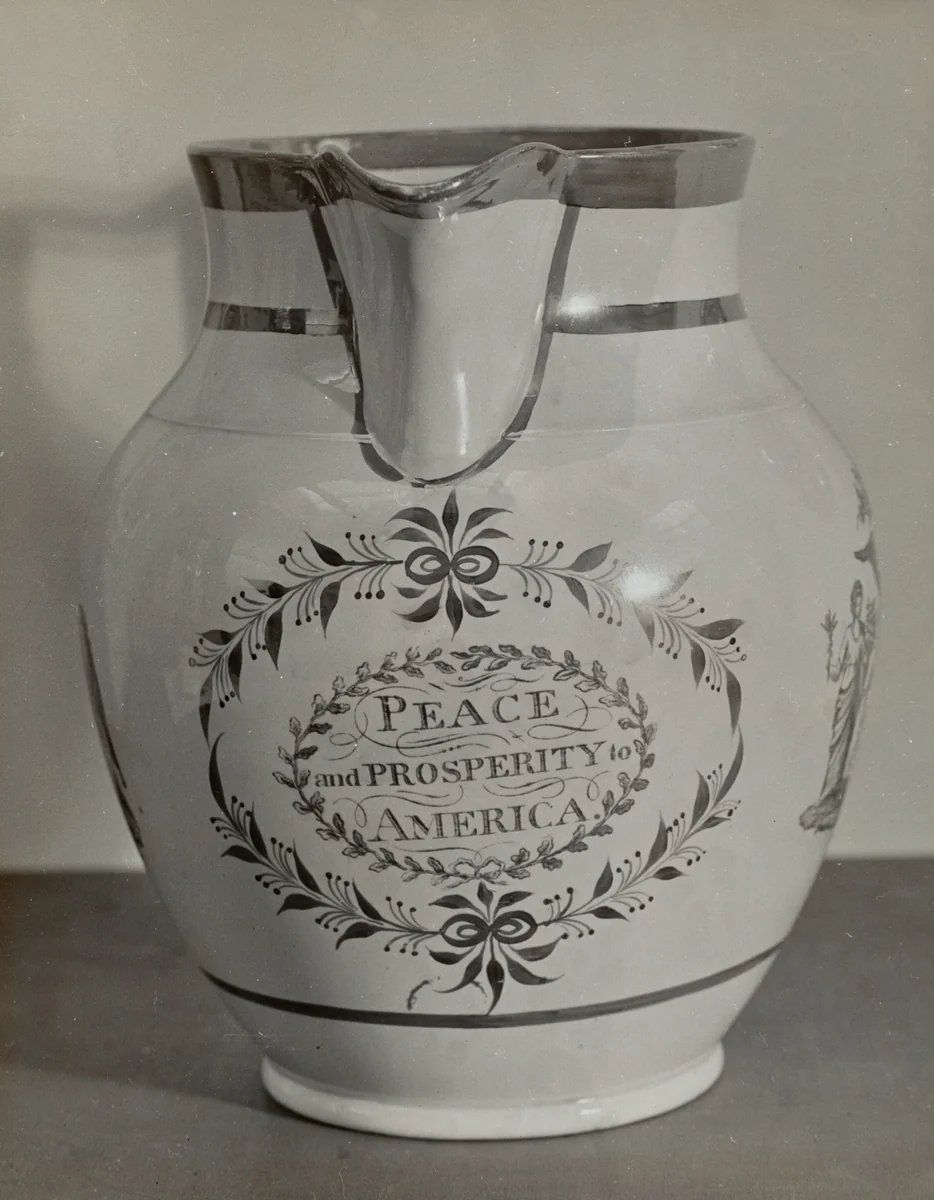 PEACE
and PROSPERITY to
AMERICA.